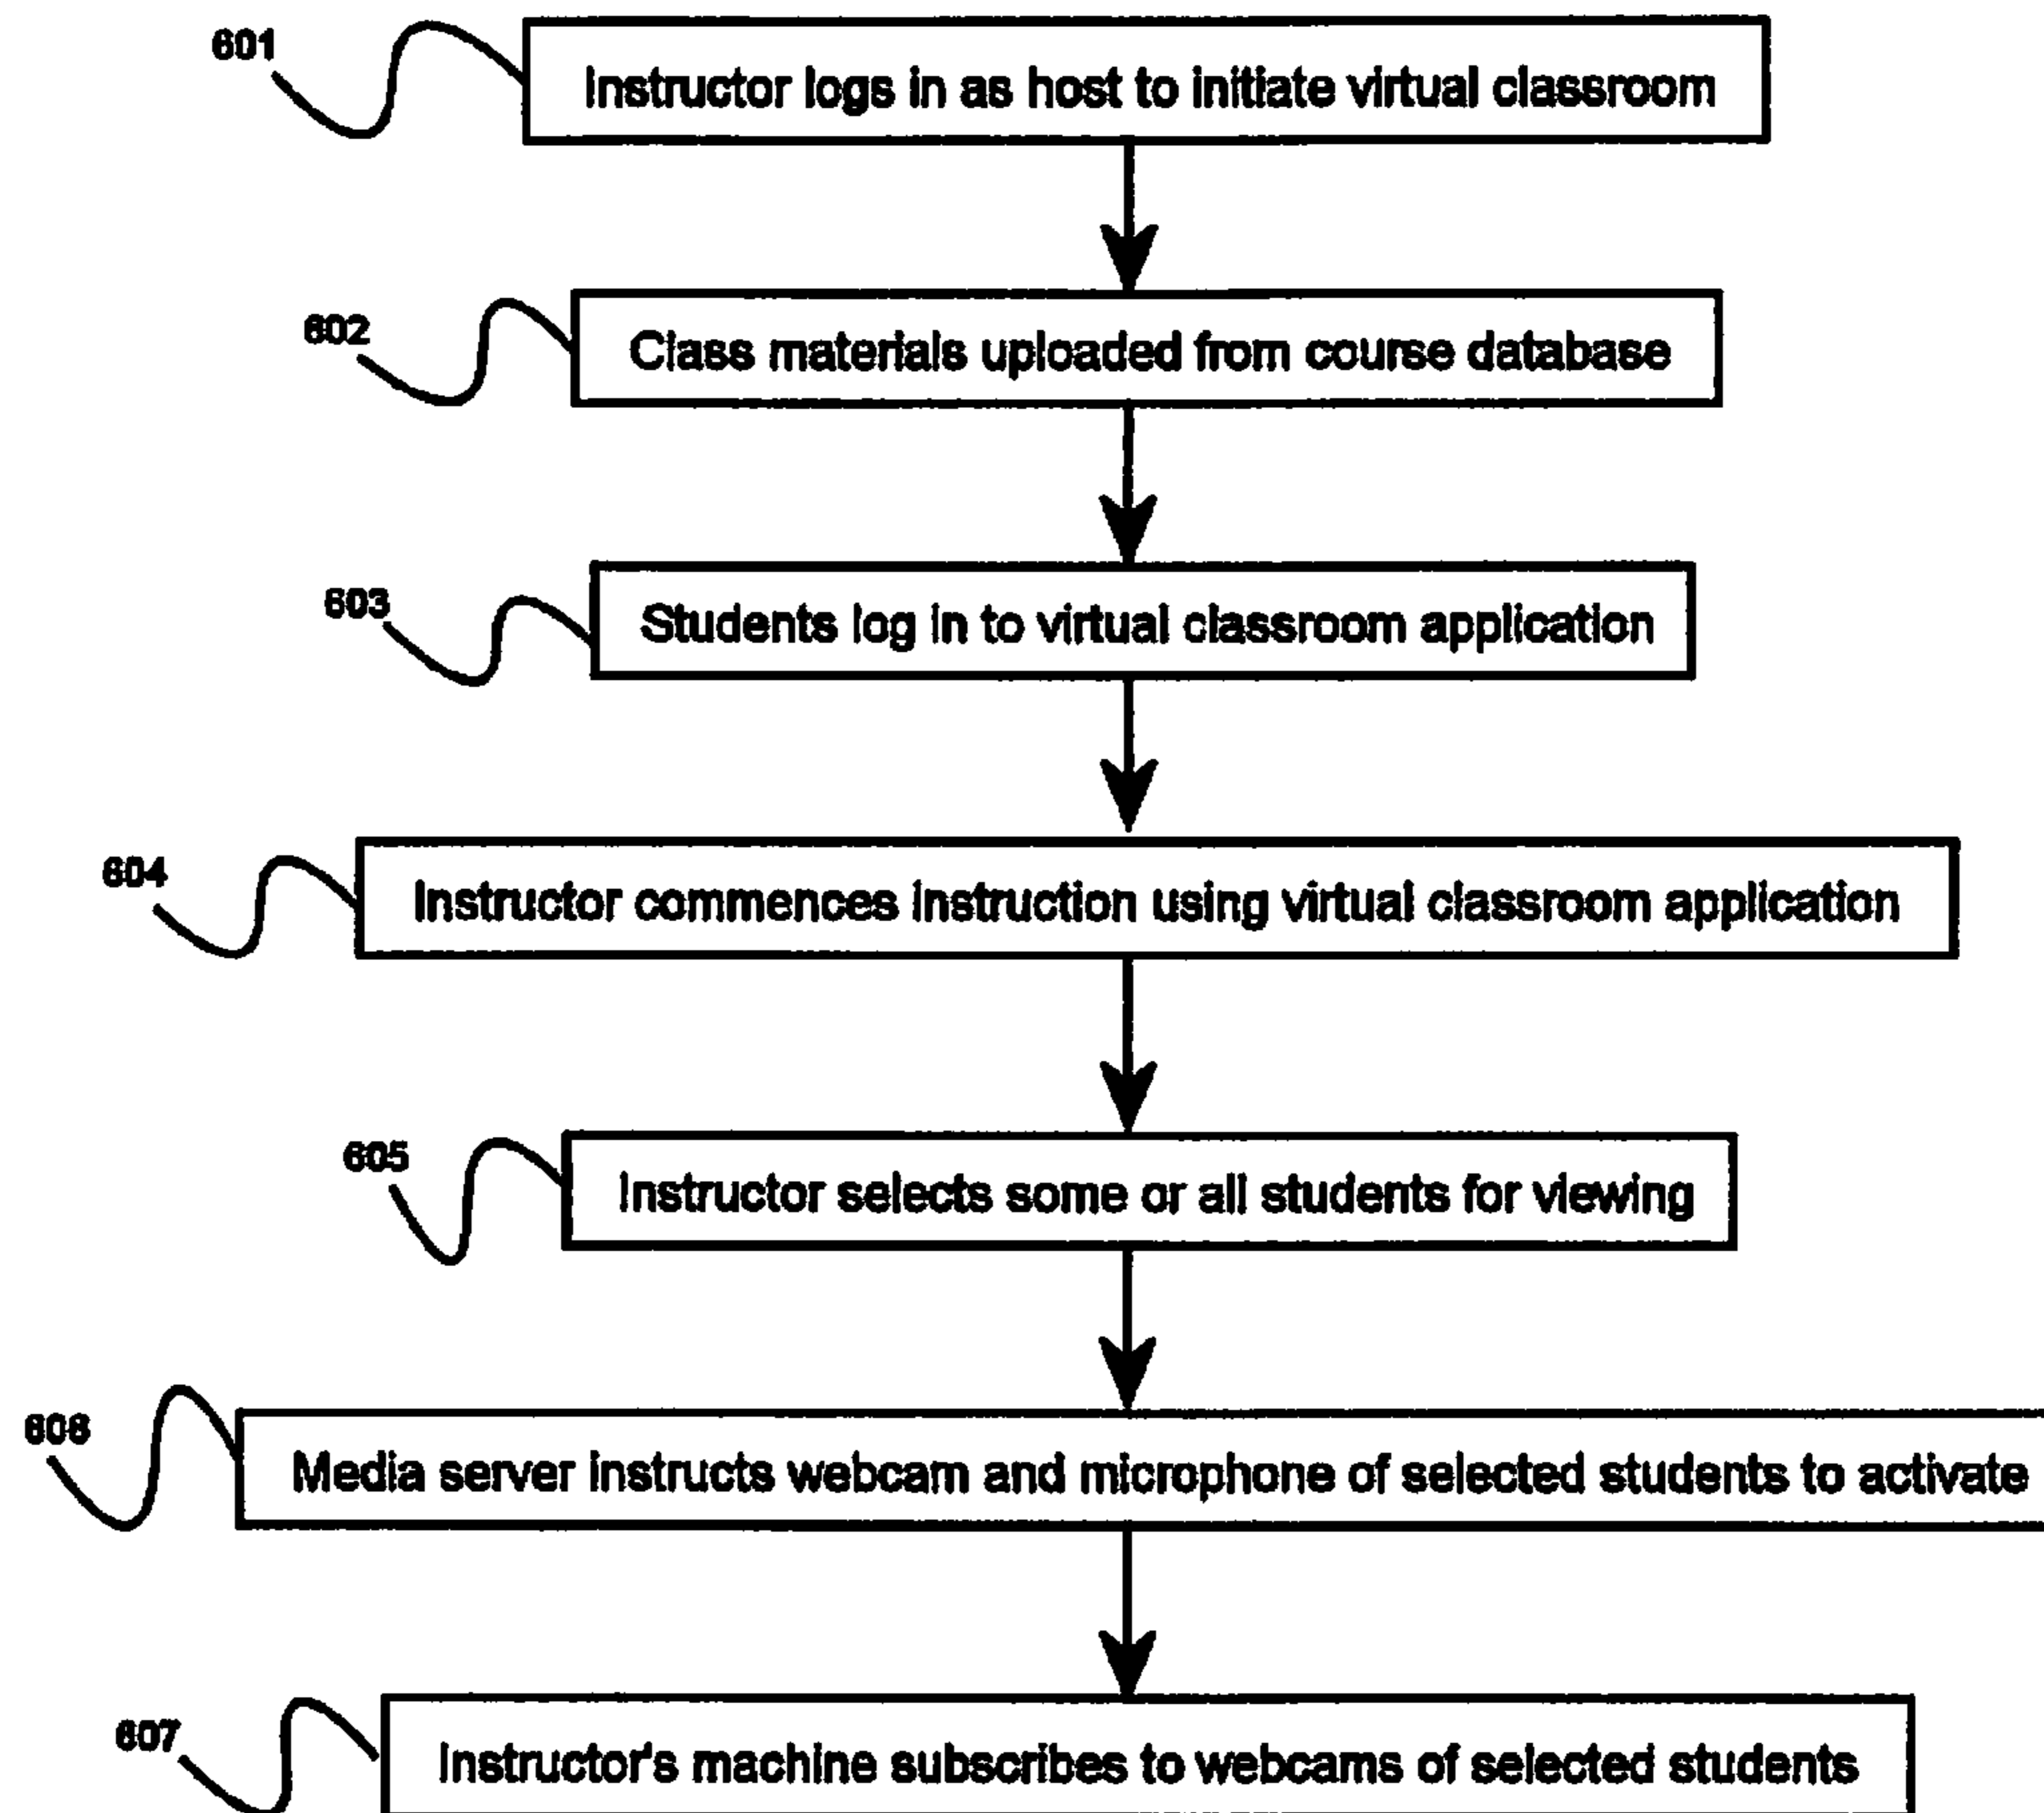 601
Instructor logs in as host to initiate virtual classroom
602
Class materials uploaded from course database
603
Students log in to virtual classroom application
604
Instructor commences instruction using virtual classroom application
605
Instructor selects some or all students for viewing
606
Media server instructs webcam and microphone of selected students to activate
607
Instructor's machine subscribes to webcams of selected students